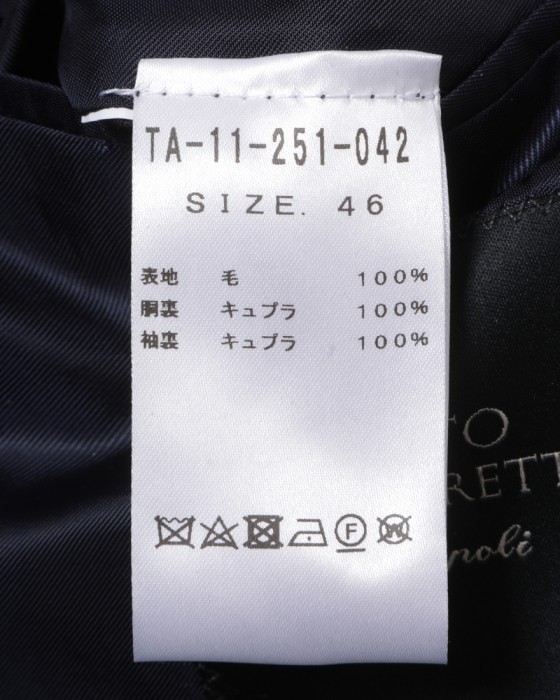 TA-11-251-042
SIZE. 46
表地 毛 100%
胴裏 キュプラ 100%
袖裏 キュプラ 100%
F
W